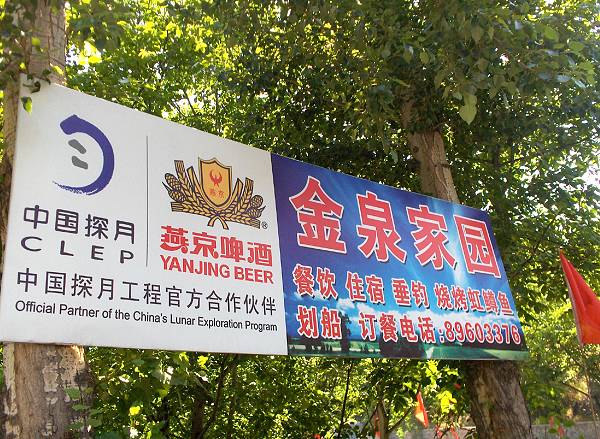 中国探月
CLEP
燕京
®
燕京啤酒
YANJING BEER
中国探月工程官方合作伙伴
Official Partner of the China's Lunar Exploration Program
金泉家园
餐饮 住宿 垂钓 烧烤虹鳟鱼
划船 订餐电话:89603376